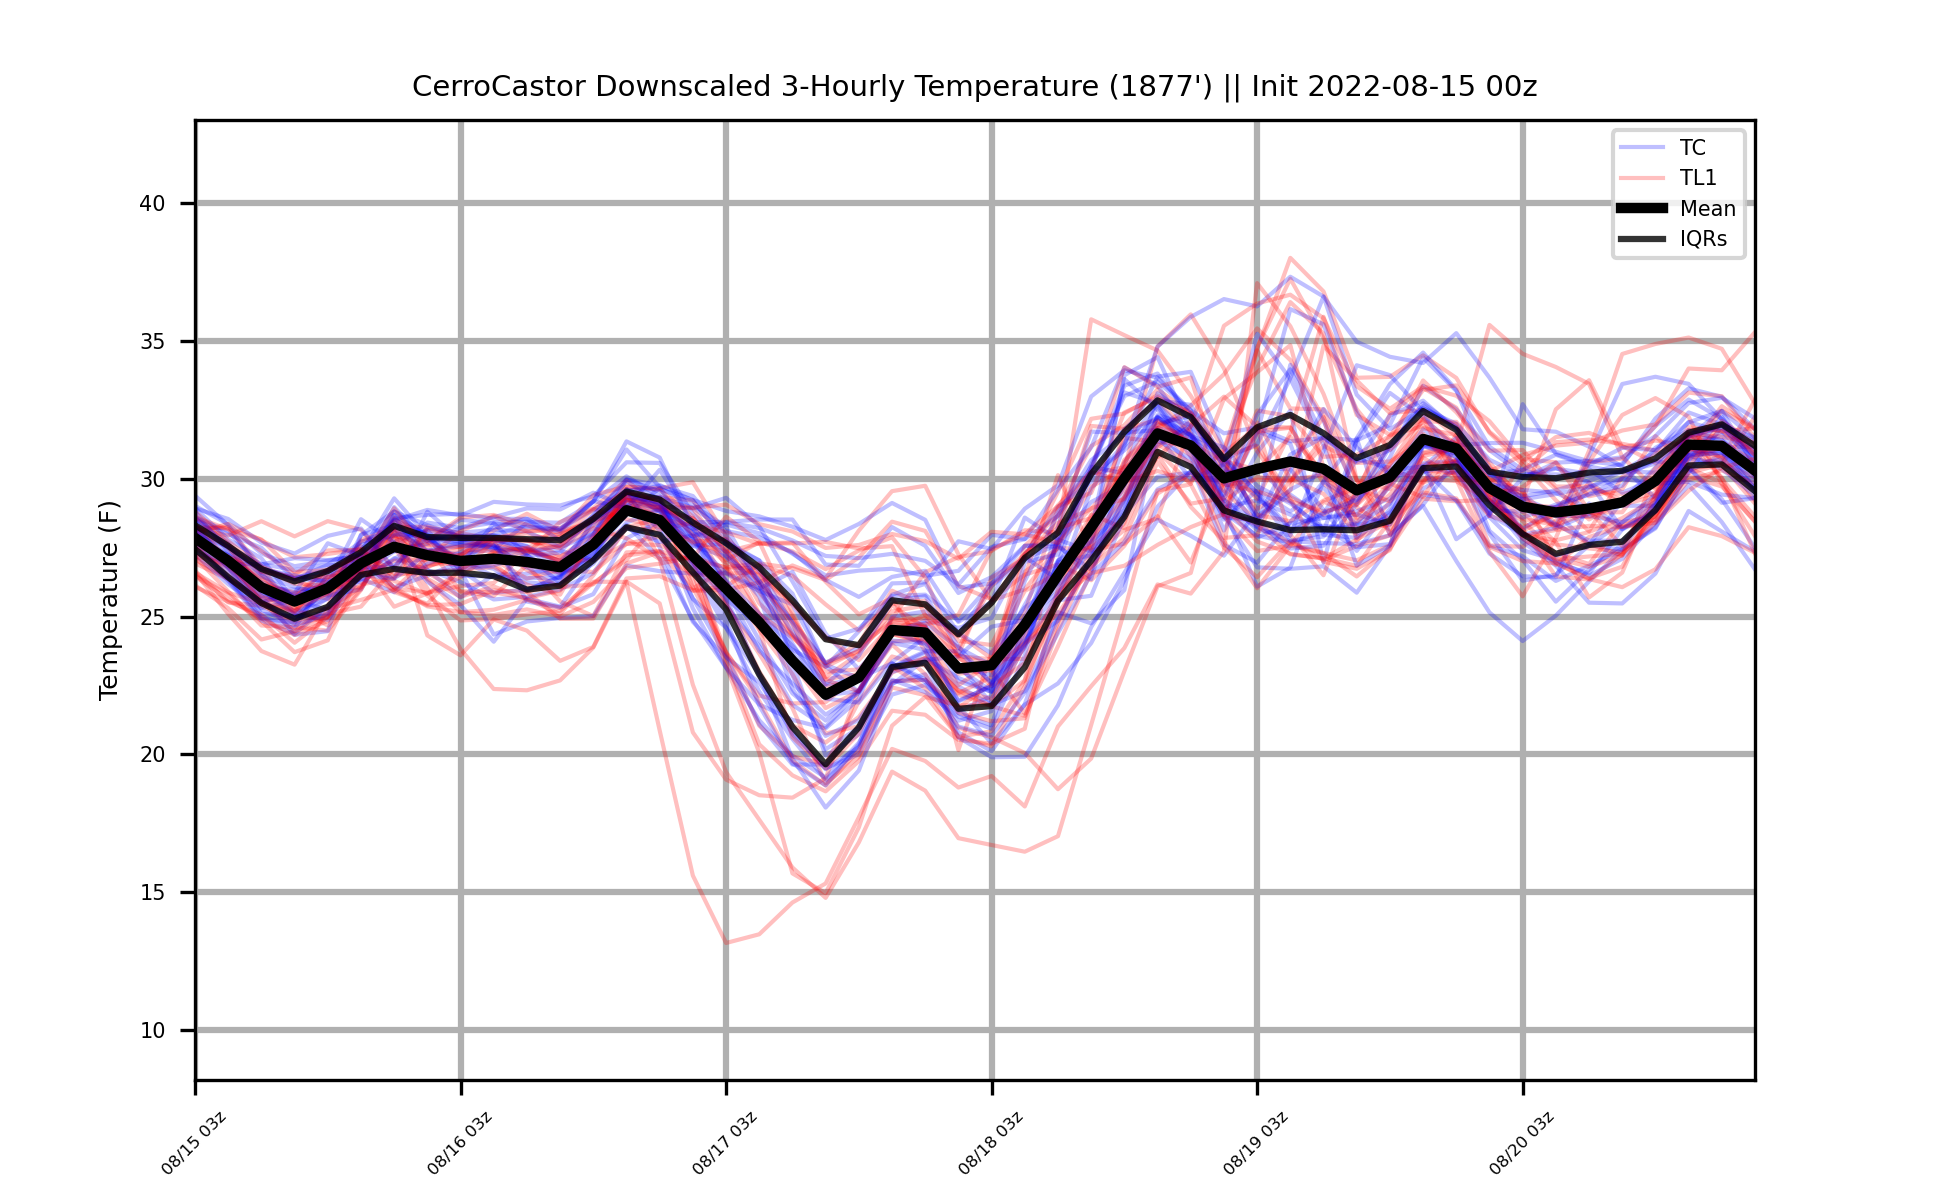 CerroCastor Downscaled 3-Hourly Temperature (1877') || Init 2022-08-15 00z
TC
TL1
Mean
IQRs
Temperature (F)
40
35
30
25
20
15
10
08/15 03z
08/16 03z
08/17 03z
08/18 03z
08/19 03z
08/20 03z